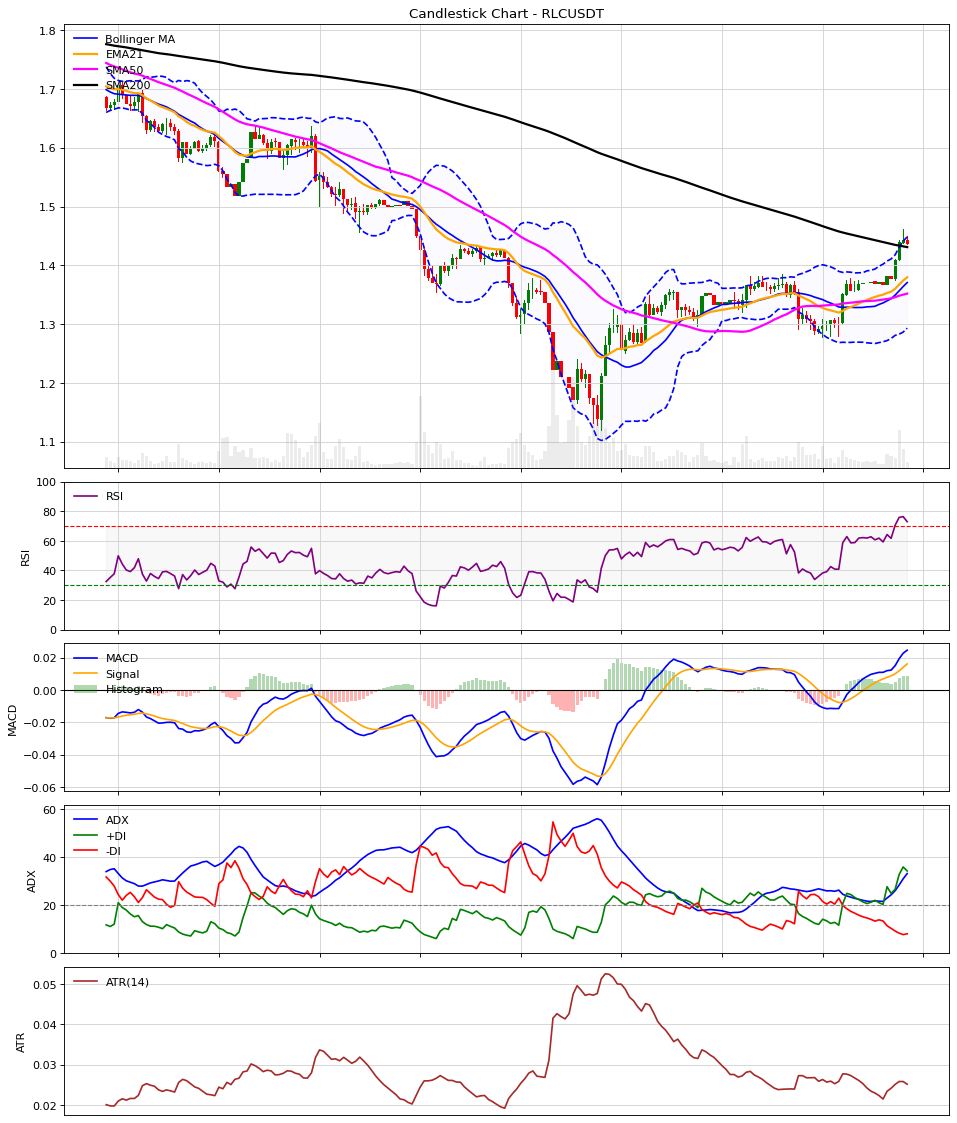 Candlestick Chart - RLCUSDT
1.8
1.7
1.6
1.5
1.4
1.3
1.2
1.1
Bollinger MA
EMA21
SMA50
SMA200
100
80
60
40
20
0
RSI
RSI
0.02
0.00
−0.02
−0.04
−0.06
MACD
MACD
Signal
Histogram
60
40
20
0
ADX
ADX
+DI
-DI
0.05
0.04
0.03
0.02
ATR
ATR(14)